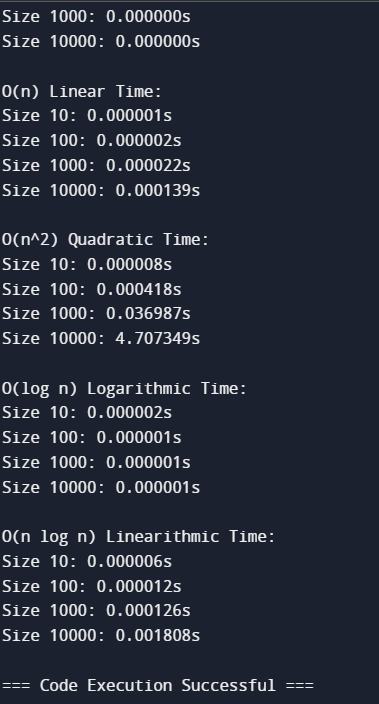 Size 1000: 0.000000s
Size 10000: 0.000000s
O(n) Linear Time:
Size 10: 0.000001s
Size 100: 0.000002s
Size 1000: 0.000022s
Size 10000: 0.000139s
O(n^2) Quadratic Time:
Size 10: 0.000008s
Size 100: 0.000418s
Size 1000: 0.036987s
Size 10000: 4.707349s
O(log n) Logarithmic Time:
Size 10: 0.000002s
Size 100: 0.000001s
Size 1000: 0.000001s
Size 10000: 0.000001s
O(n log n) Linearithmic Time:
Size 10: 0.000006s
Size 100: 0.000012s
Size 1000: 0.000126s
Size 10000: 0.001808s
=== Code Execution Successful ===